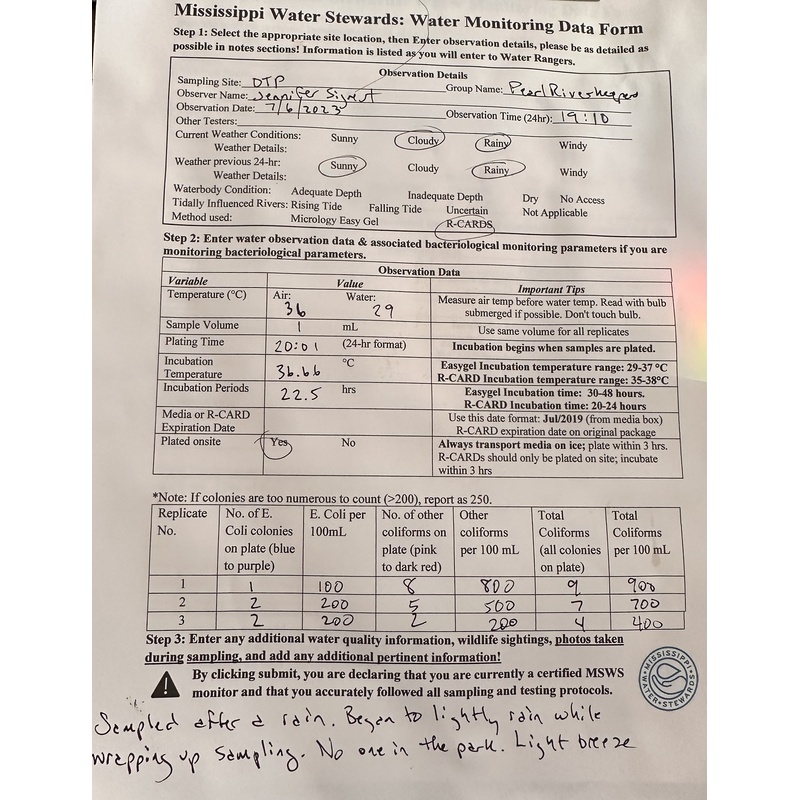 Mississippi Water Stewards: Water Monitoring Data Form
Step 1: Select the appropriate site location, then Enter observation details, please be as detailed as
possible in notes sections! Information is listed as you will enter to Water Rangers.
Observation Details
Sampling Site: DTP Group Name: Pearl Riverkeepers
Observer Name: Jennifer
Observation Date: 7/6/2023 Observation Time (24hr): 19:10
Other Testers:
Current Weather Conditions: Sunny Cloudy Rainy Windy
Weather Details:
Weather previous 24-hr: Sunny Cloudy Rainy Windy
Weather Details:
Waterbody Condition: Adequate Depth Inadequate Depth Dry No Access
Tidally Influenced Rivers: Rising Tide Falling Tide Uncertain Not Applicable
Method used: Micrology Easy Gel R-CARDS
Step 2: Enter water observation data & associated bacteriological monitoring parameters if you are
monitoring bacteriological parameters.
Observation Data
Variable Value Important Tips
Temperature (°C) Air: Water: Measure air temp before water temp. Read with bulb
36 29 submerged if possible. Don't touch bulb.
Sample Volume 1 mL Use same volume for all replicates
Plating Time 20:01 (24-hr format) Incubation begins when samples are plated.
Incubation °C Easygel Incubation temperature range: 29-37 °C
Temperature 36.66 R-CARD Incubation temperature range: 35-38°C
Incubation Periods 22.5 hrs Easygel Incubation time: 30-48 hours.
R-CARD Incubation time: 20-24 hours
Media or R-CARD Use this date format: Jul/2019 (from media box)
Expiration Date R-CARD expiration date on original package
Plated onsite Yes No Always transport media on ice; plate within 3 hrs.
R-CARDs should only be plated on site; incubate
within 3 hrs
*Note: If colonies are too numerous to count (>200), report as 250.
Replicate No. of E. E. Coli per No. of other Other Total Total
No. Coli colonies 100mL coliforms on coliforms Coliforms Coliforms
on plate (blue plate (pink per 100 mL (all colonies per 100 mL
to purple) to dark red) on plate)
1 1 100 8 800 9 900
2 2 200 5 500 7 700
3 2 200 2 200 4 400
Step 3: Enter any additional water quality information, wildlife sightings, photos taken
during sampling, and add any additional pertinent information!
By clicking submit, you are declaring that you are currently a certified MSWS
monitor and that you accurately followed all sampling and testing protocols.
MISSISSIPPI WATER STEWARDS
Sampled after a rain. Began to lightly rain while
wrapping up sampling. No one in the park. Light breeze